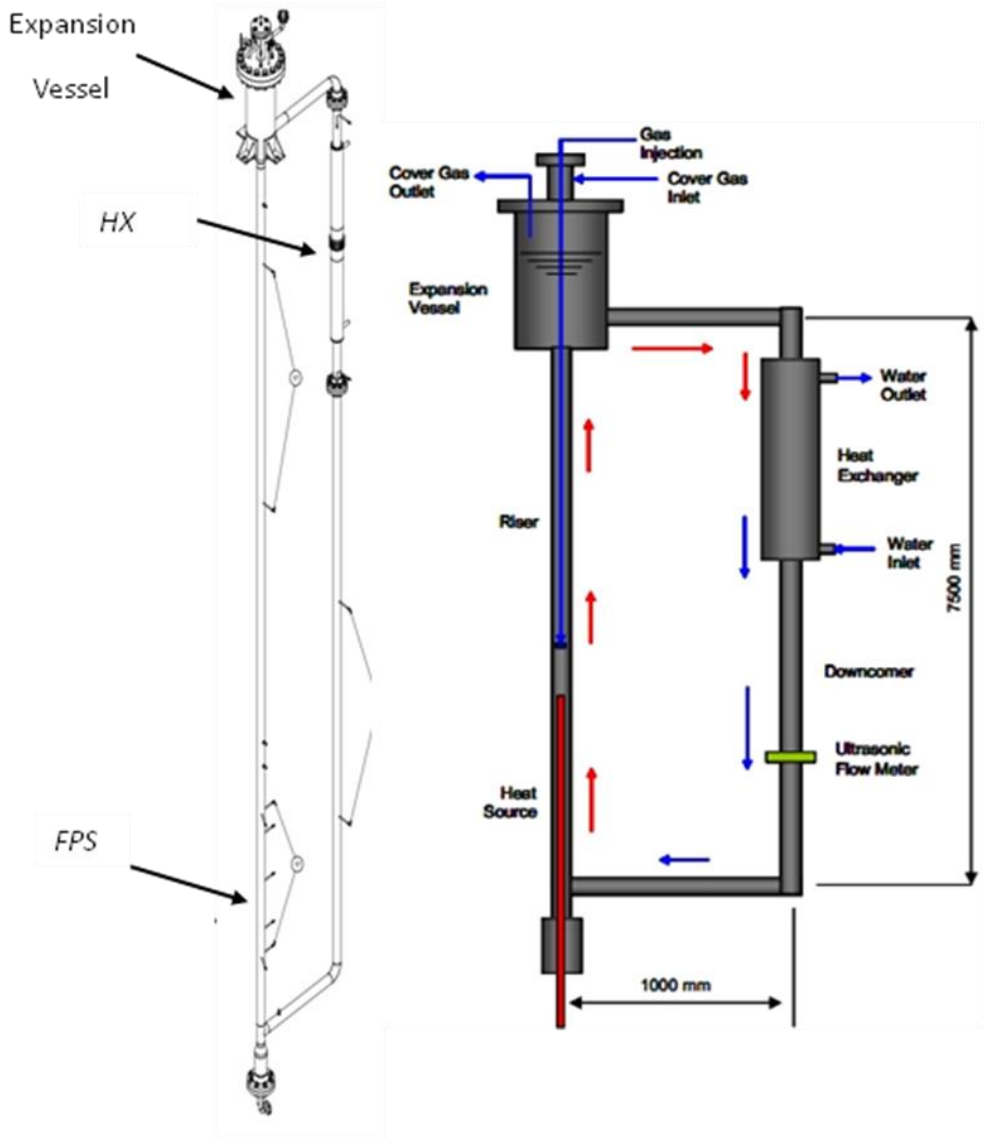 Expansion
Vessel
HX
FPS
Gas
Injection
Cover Gas
Outlet
Cover Gas
Inlet
Expansion
Vessel
Water
Outlet
Heat
Exchanger
Riser
Water
Inlet
7500 mm
Downcomer
Ultrasonic
Flow Meter
Heat
Source
1000 mm